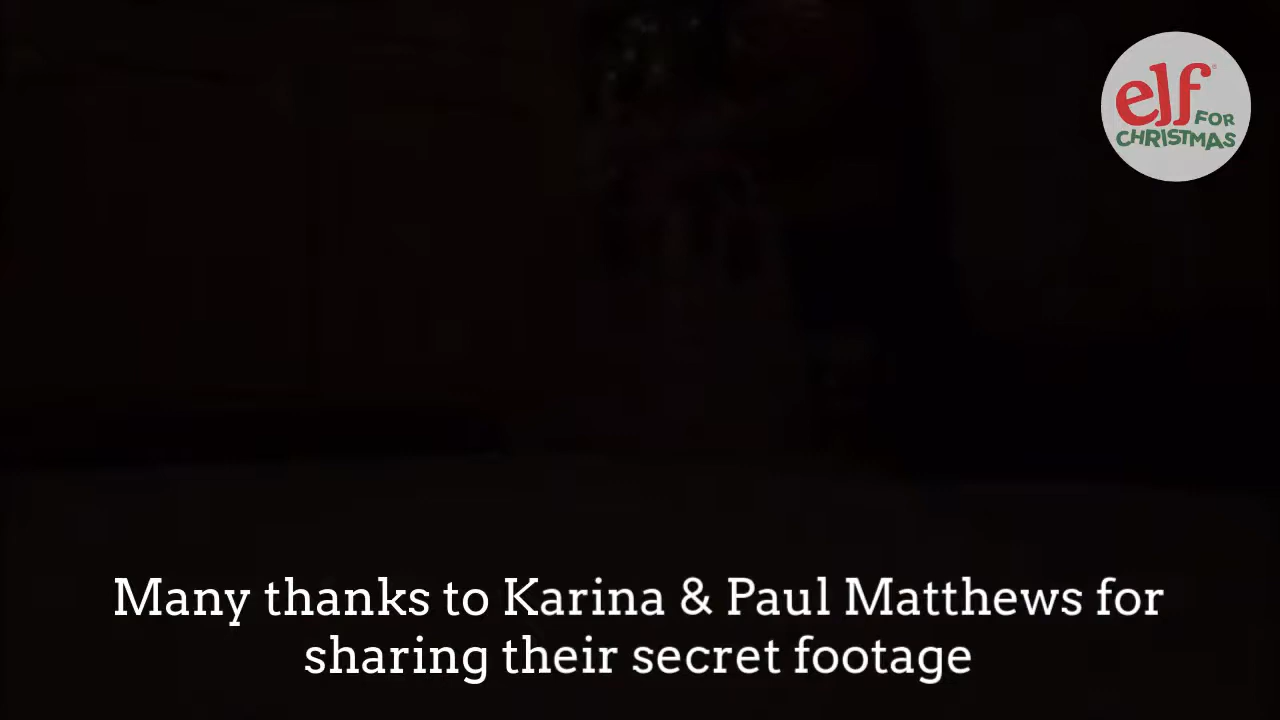 elf®
FOR
CHRISTMAS
Many thanks to Karina & Paul Matthews for
sharing their secret footage